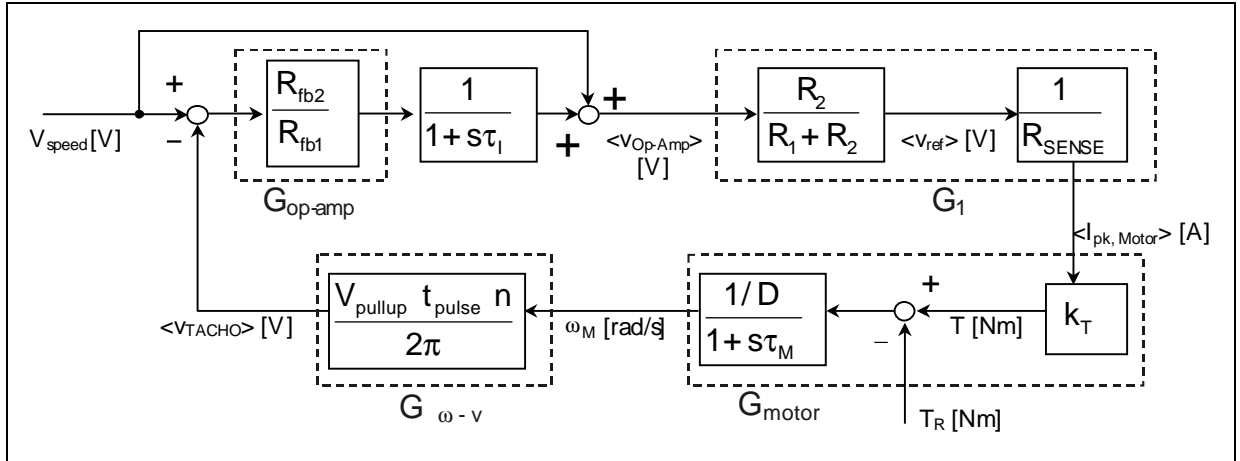 V_speed [V]
+
−
R_fb2
R_fb1
G_op-amp
1
1 + sτ_I
+
+
<v_Op-Amp>
[V]
R_2
R_1 + R_2
<v_ref> [V]
1
R_SENSE
G_1
<I_pk, Motor> [A]
k_T
T [Nm]
+
−
T_R [Nm]
1/ D
1 + sτ_M
G_motor
ω_M [rad/s]
V_pullup t_pulse n
2π
G ω - v
<v_TACHO> [V]